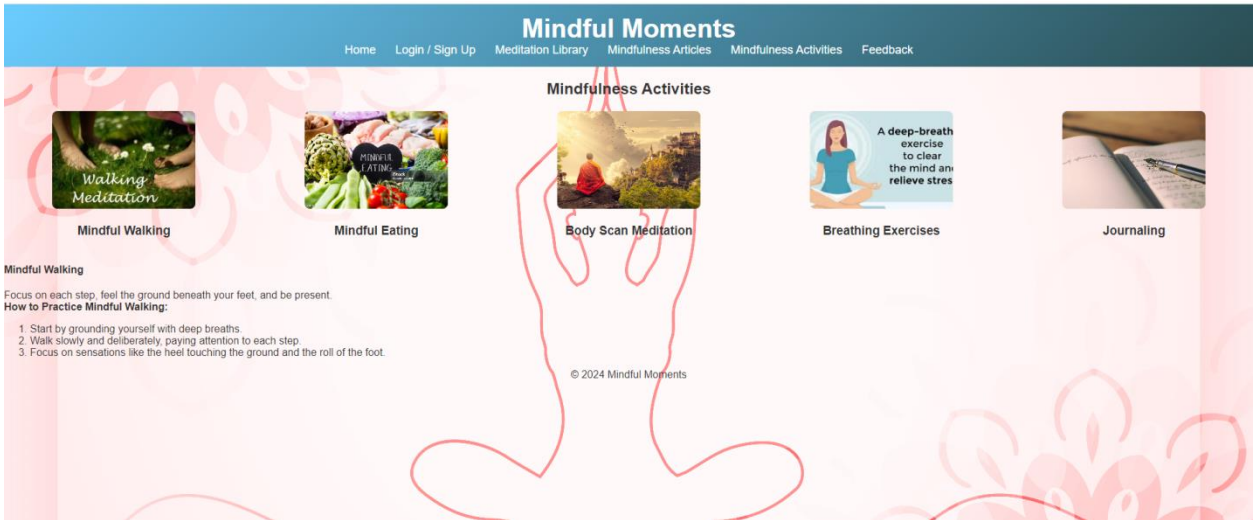 Mindful Moments
Home Login / Sign Up Meditation Library Mindfulness Articles Mindfulness Activities Feedback
Mindfulness Activities
Walking
Meditation
MINDFUL
EATING
iStock
A deep-breath
exercise
to clear
the mind and
relieve stres
Mindful Walking Mindful Eating Body Scan Meditation Breathing Exercises Journaling
Mindful Walking
Focus on each step, feel the ground beneath your feet, and be present.
How to Practice Mindful Walking:
1. Start by grounding yourself with deep breaths.
2. Walk slowly and deliberately, paying attention to each step.
3. Focus on sensations like the heel touching the ground and the roll of the foot.
© 2024 Mindful Moments